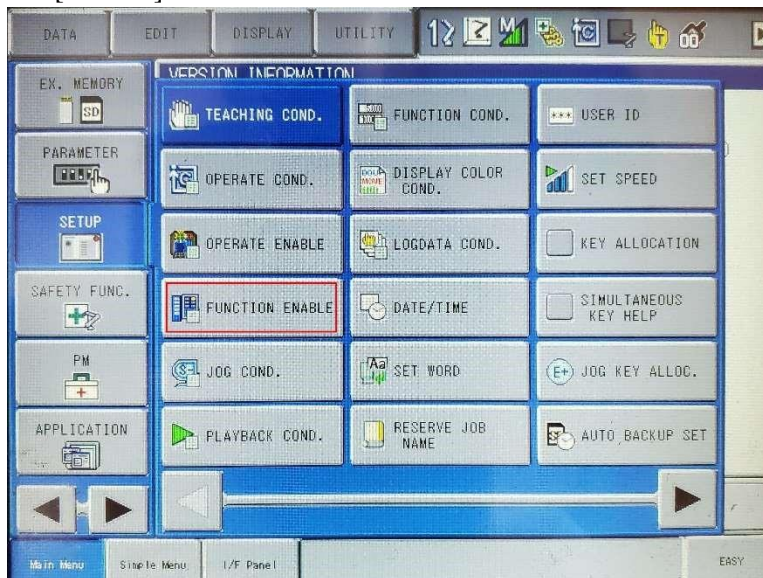 DATA
EDIT
DISPLAY
UTILITY
EX. MEMORY
SD
PARAMETER
SETUP
SAFETY FUNC.
PM
APPLICATION
VERSION INFORMATION
TEACHING COND.
FUNCTION COND.
*** USER ID
OPERATE COND.
DISPLAY COLOR
COND.
SET SPEED
OPERATE ENABLE
LOGDATA COND.
KEY ALLOCATION
FUNCTION ENABLE
DATE/TIME
SIMULTANEOUS
KEY HELP
JOG COND.
Aa
SET WORD
E+
JOG KEY ALLOC.
PLAYBACK COND.
RESERVE JOB
NAME
AUTO BACKUP SET
Main Menu
Simple Menu
I/F Panel
EASY